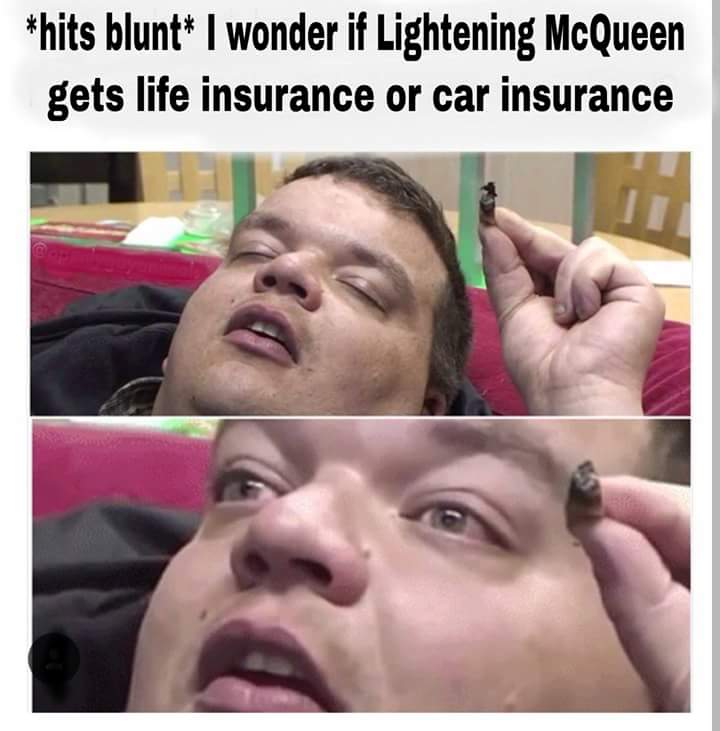 *hits blunt* I wonder if Lightening McQueen
gets life insurance or car insurance